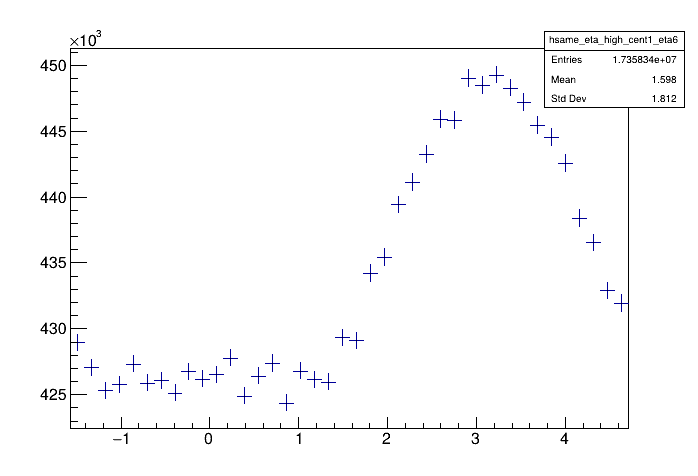 ×10³
hsame_eta_high_cent1_eta6
Entries 1.735834e+07
Mean 1.598
Std Dev 1.812
450
445
440
435
430
425
−1 0 1 2 3 4